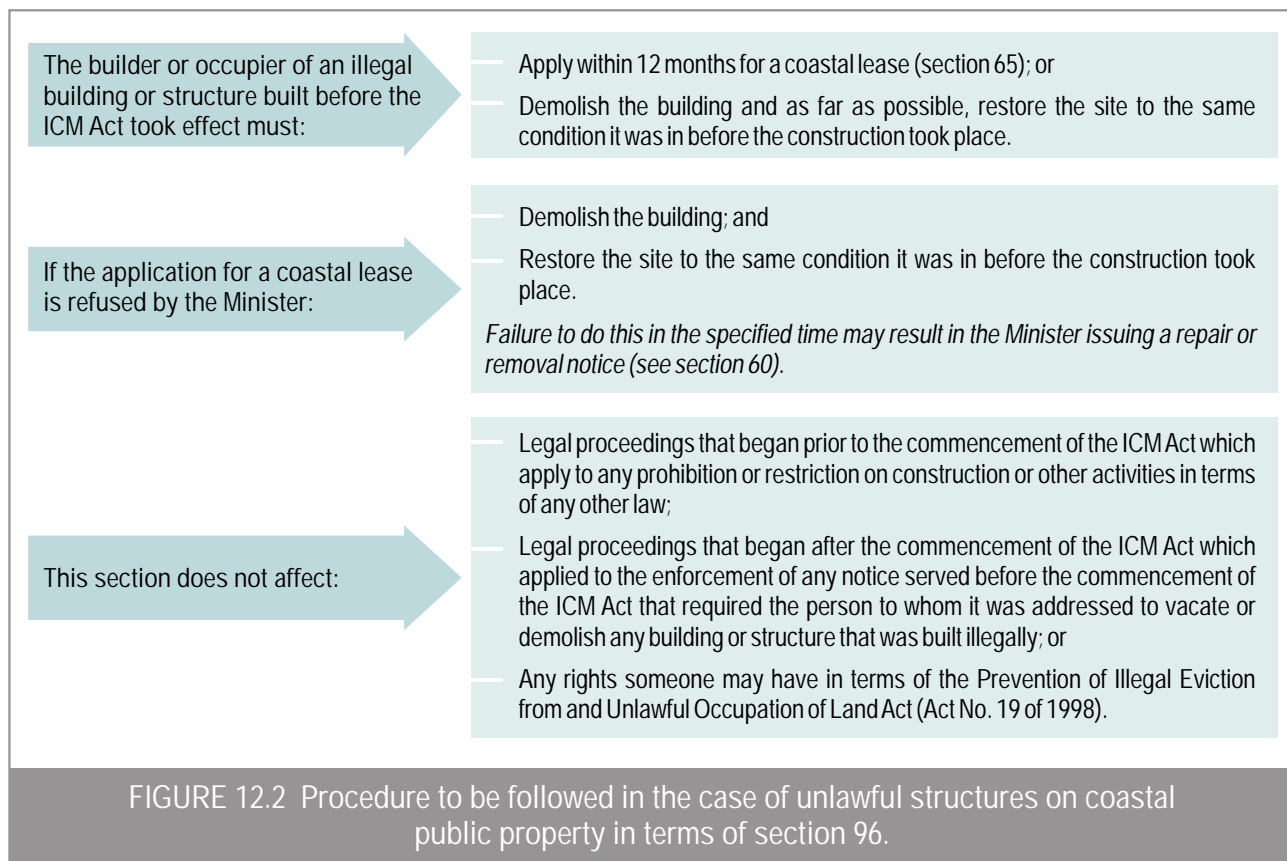 The builder or occupier of an illegal
building or structure built before the
ICM Act took effect must:
Apply within 12 months for a coastal lease (section 65); or
Demolish the building and as far as possible, restore the site to the same
condition it was in before the construction took place.
If the application for a coastal lease
is refused by the Minister:
Demolish the building; and
Restore the site to the same condition it was in before the construction took
place.
Failure to do this in the specified time may result in the Minister issuing a repair or
removal notice (see section 60).
This section does not affect:
Legal proceedings that began prior to the commencement of the ICM Act which
apply to any prohibition or restriction on construction or other activities in terms
of any other law;
Legal proceedings that began after the commencement of the ICM Act which
applied to the enforcement of any notice served before the commencement of
the ICM Act that required the person to whom it was addressed to vacate or
demolish any building or structure that was built illegally; or
Any rights someone may have in terms of the Prevention of Illegal Eviction
from and Unlawful Occupation of Land Act (Act No. 19 of 1998).
FIGURE 12.2 Procedure to be followed in the case of unlawful structures on coastal
public property in terms of section 96.